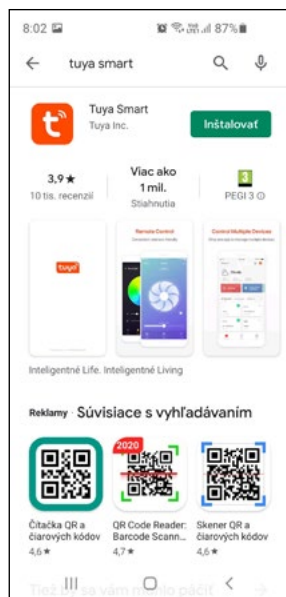 8:02
87%
tuya smart
Tuya Smart
Tuya Inc.
Inštalovať
3,9★
10 tis. recenzií
Viac ako
1 mil.
Stiahnutia
3
PEGI 3
tuya
Remote Control
Control Multiple Devices
Inteligentné Life. Inteligentné Living
Reklamy · Súvisiace s vyhľadávaním
2020
Čítačka QR a
čiarových kódov
4,6★
QR Code Reader:
Barcode Scann...
4,7★
Skener QR a
čiarových kódov
4,6★
Tiež by sa vám mohlo páčiť